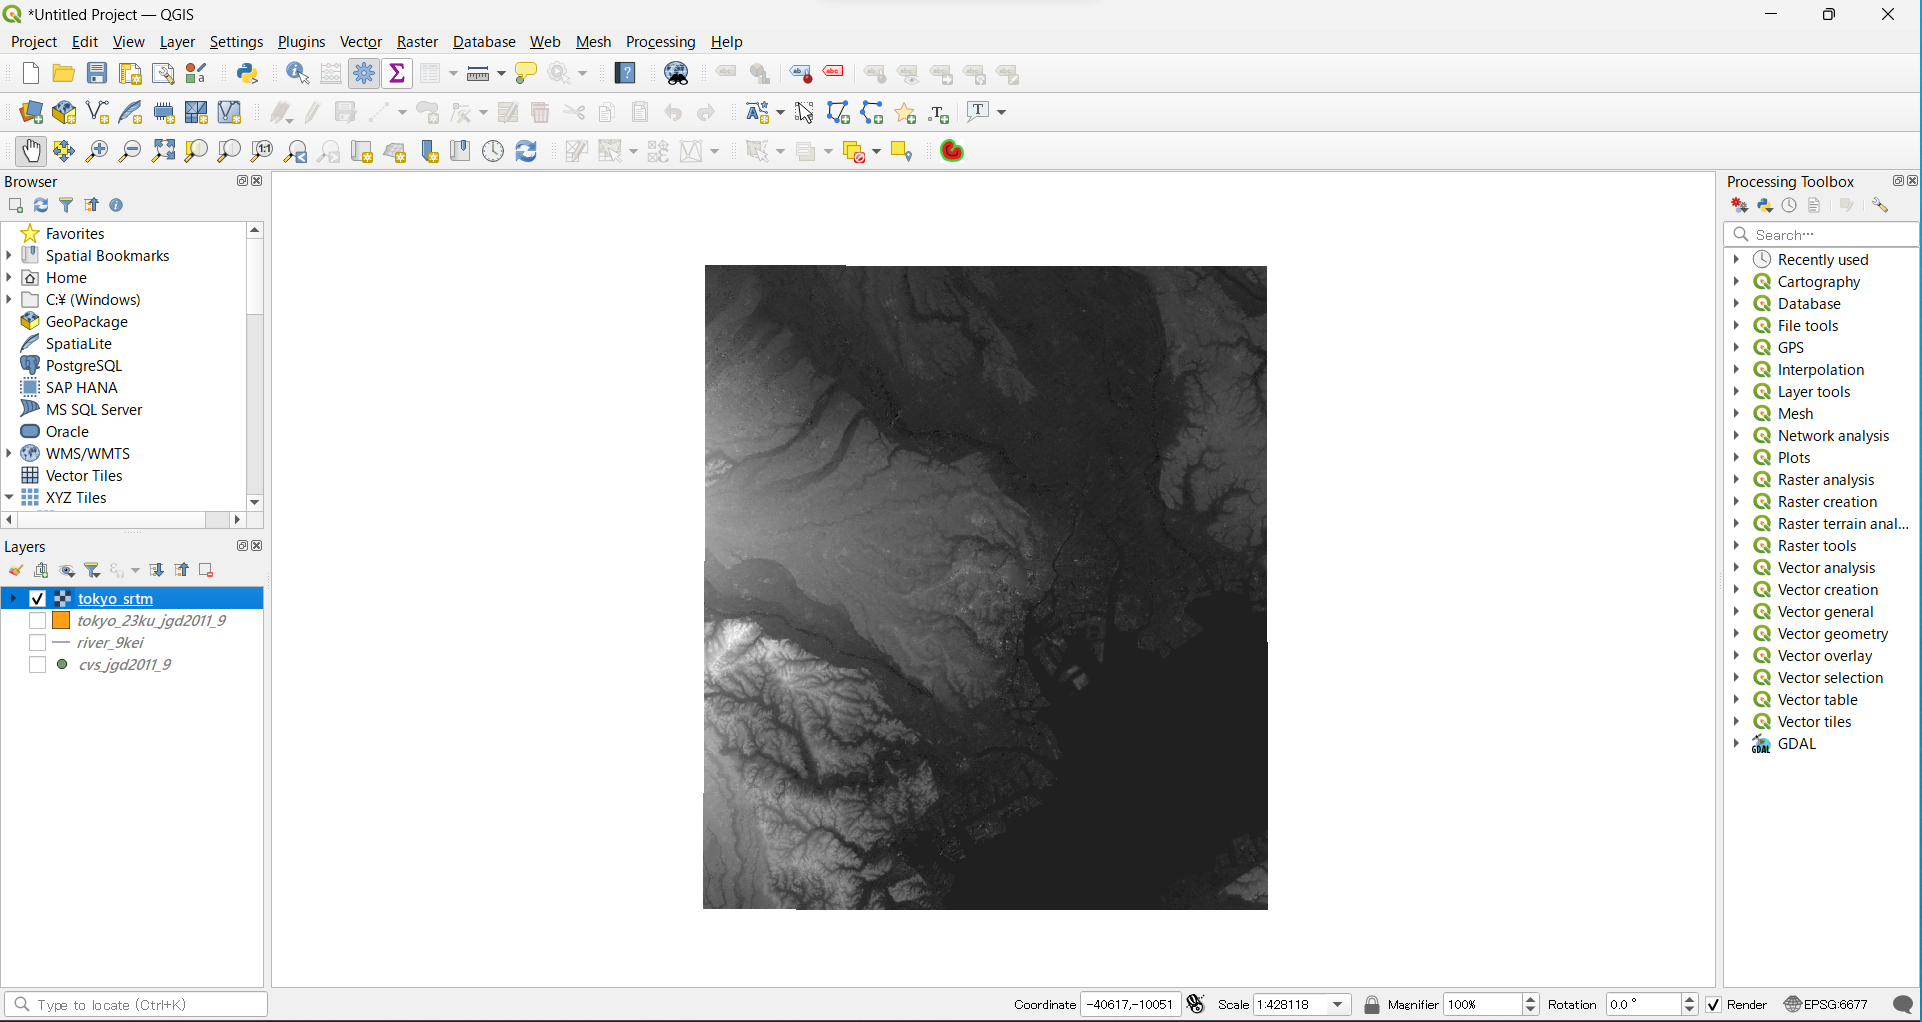 *Untitled Project — QGIS
Project Edit View Layer Settings Plugins Vector Raster Database Web Mesh Processing Help
Browser
Favorites
Spatial Bookmarks
Home
C:¥ (Windows)
GeoPackage
SpatiaLite
PostgreSQL
SAP HANA
MS SQL Server
Oracle
WMS/WMTS
Vector Tiles
XYZ Tiles
Layers
tokyo_srtm
tokyo_23ku_jgd2011_9
river_9kei
cvs_jgd2011_9
Processing Toolbox
Search…
Recently used
Cartography
Database
File tools
GPS
Interpolation
Layer tools
Mesh
Network analysis
Plots
Raster analysis
Raster creation
Raster terrain anal...
Raster tools
Vector analysis
Vector creation
Vector general
Vector geometry
Vector overlay
Vector selection
Vector table
Vector tiles
GDAL
Type to locate (Ctrl+K)
Coordinate -40617,-10051 Scale 1:428118 Magnifier 100% Rotation 0.0 ° Render EPSG:6677